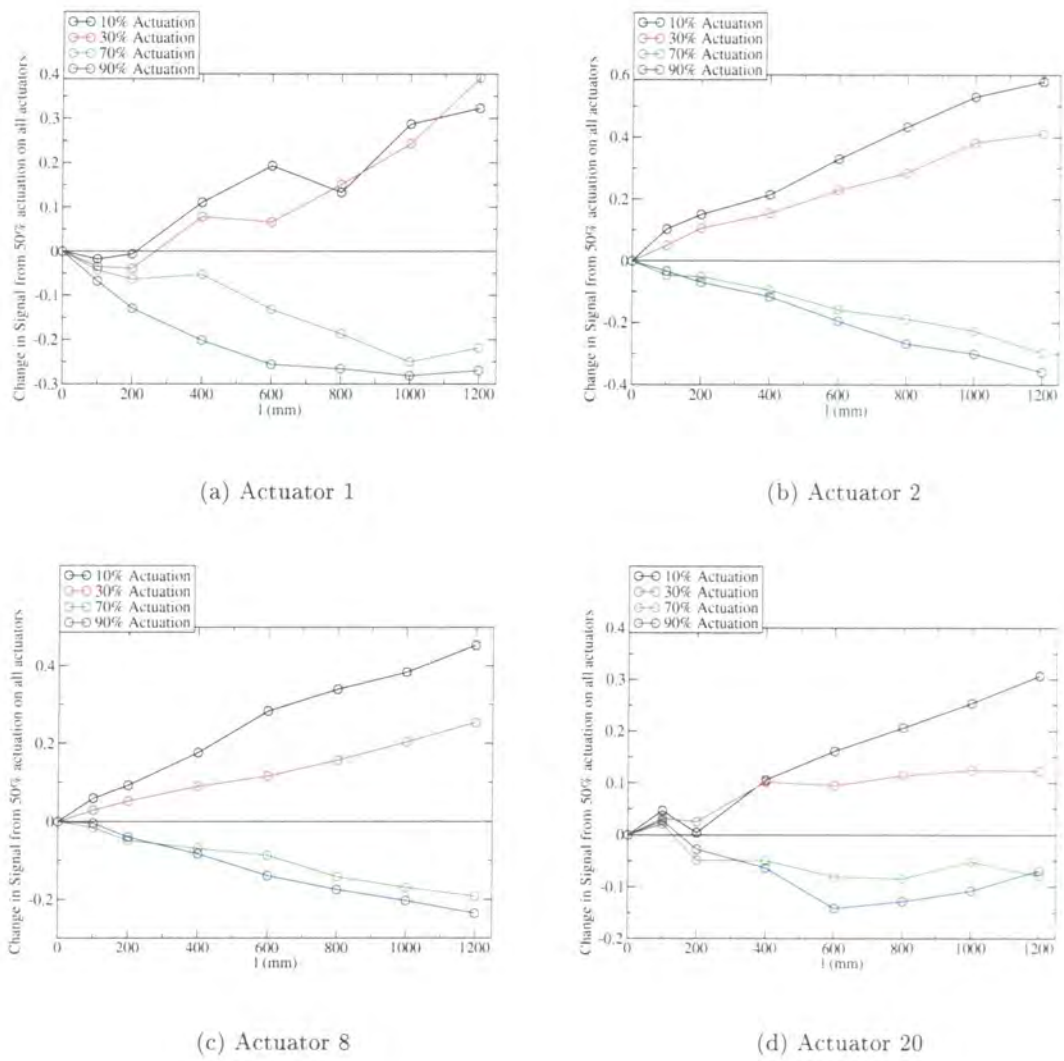 10% Actuation
30% Actuation
70% Actuation
90% Actuation
Change in Signal from 50% actuation on all actuators
0.4
0.3
0.2
0.1
0
-0.1
-0.2
-0.3
0 200 400 600 800 1000 1200
l (mm)
(a) Actuator 1
10% Actuation
30% Actuation
70% Actuation
90% Actuation
Change in Signal from 50% actuation on all actuators
0.6
0.4
0.2
0
-0.2
-0.4
0 200 400 600 800 1000 1200
l (mm)
(b) Actuator 2
10% Actuation
30% Actuation
70% Actuation
90% Actuation
Change in Signal from 50% actuation on all actuators
0.4
0.2
0
-0.2
0 200 400 600 800 1000 1200
l (mm)
(c) Actuator 8
10% Actuation
30% Actuation
70% Actuation
90% Actuation
Change in Signal from 50% actuation on all actuators
0.4
0.3
0.2
0.1
0
-0.1
-0.2
0 200 400 600 800 1000 1200
l (mm)
(d) Actuator 20